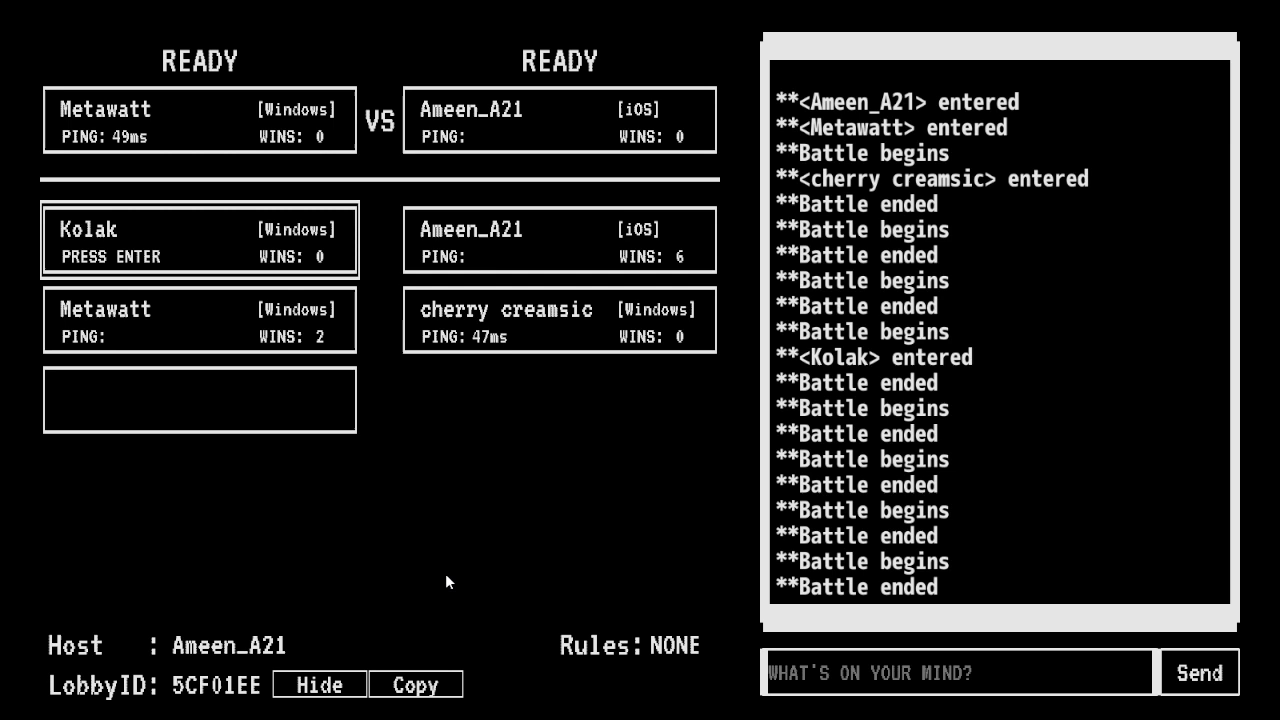 READY READY
Metawatt [Windows] VS Ameen_A21 [iOS]
PING: 49ms WINS: 0 PING: WINS: 0
Kolak [Windows] Ameen_A21 [iOS]
PRESS ENTER WINS: 0 PING: WINS: 6
Metawatt [Windows] cherry creamsic [Windows]
PING: WINS: 2 PING: 47ms WINS: 0
Host : Ameen_A21 Rules: NONE
LobbyID: 5CF01EE Hide Copy
**<Ameen_A21> entered
**<Metawatt> entered
**Battle begins
**<cherry creamsic> entered
**Battle ended
**Battle begins
**Battle ended
**Battle begins
**Battle ended
**Battle begins
**<Kolak> entered
**Battle ended
**Battle begins
**Battle ended
**Battle begins
**Battle ended
**Battle begins
**Battle ended
**Battle begins
**Battle ended
WHAT'S ON YOUR MIND? Send